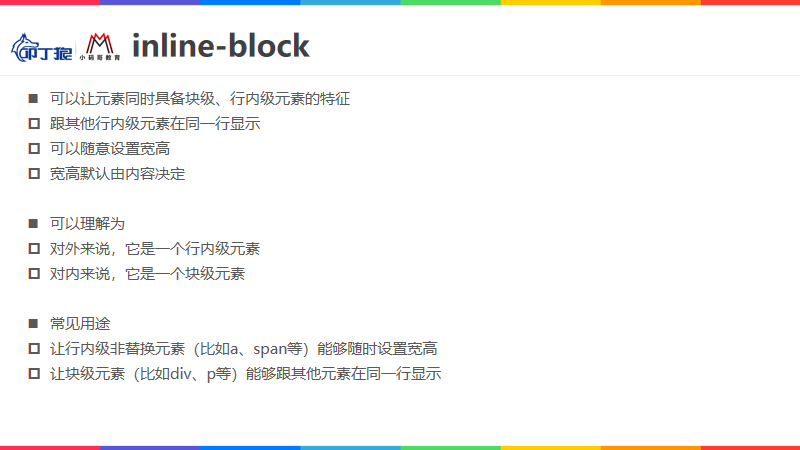 叩丁狼
小码哥教育
inline-block
可以让元素同时具备块级、行内级元素的特征
跟其他行内级元素在同一行显示
可以随意设置宽高
宽高默认由内容决定
可以理解为
对外来说，它是一个行内级元素
对内来说，它是一个块级元素
常见用途
让行内级非替换元素（比如a、span等）能够随时设置宽高
让块级元素（比如div、p等）能够跟其他元素在同一行显示